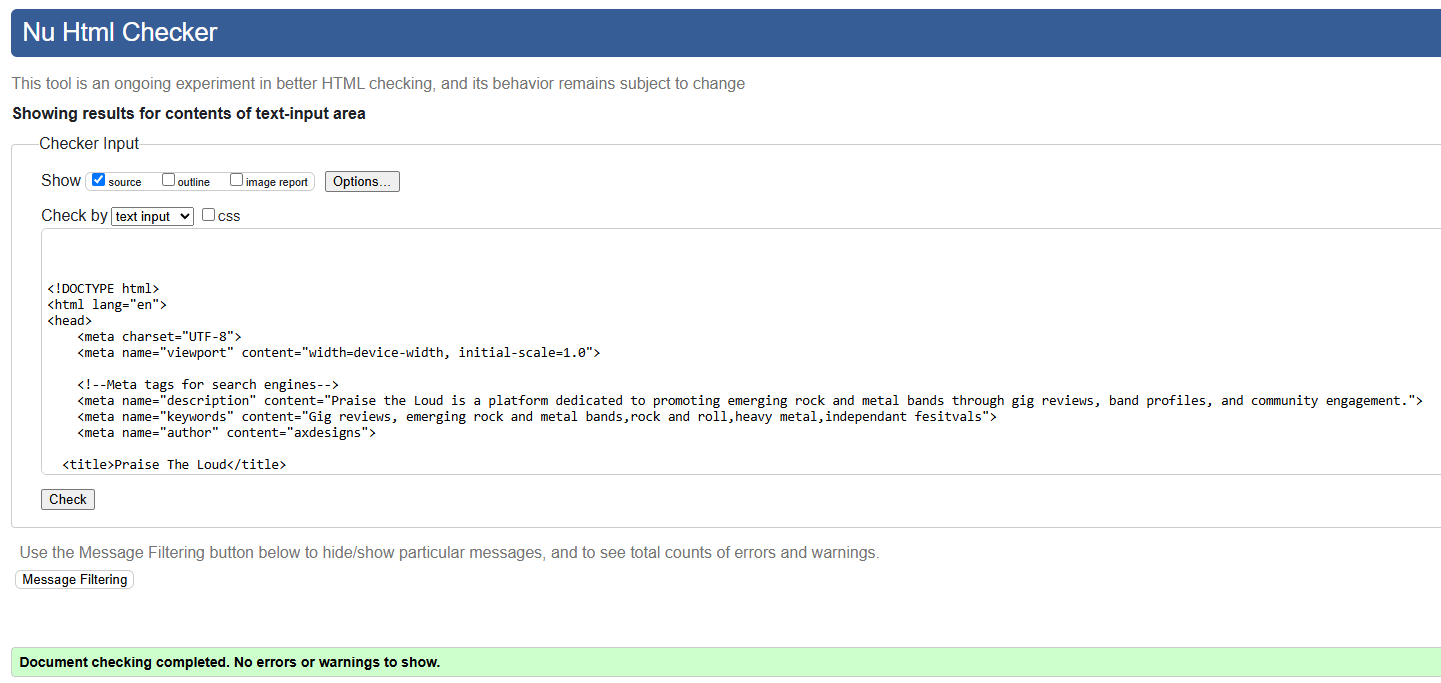 Nu Html Checker
This tool is an ongoing experiment in better HTML checking, and its behavior remains subject to change
Showing results for contents of text-input area
Checker Input
Show source outline image report Options...
Check by text input css
<!DOCTYPE html>
<html lang="en">
<head>
    <meta charset="UTF-8">
    <meta name="viewport" content="width=device-width, initial-scale=1.0">
    <!--Meta tags for search engines-->
    <meta name="description" content="Praise the Loud is a platform dedicated to promoting emerging rock and metal bands through gig reviews, band profiles, and community engagement.">
    <meta name="keywords" content="Gig reviews, emerging rock and metal bands,rock and roll,heavy metal,independant fesitvals">
    <meta name="author" content="axdesigns">
  <title>Praise The Loud</title>
Check
Use the Message Filtering button below to hide/show particular messages, and to see total counts of errors and warnings.
Message Filtering
Document checking completed. No errors or warnings to show.